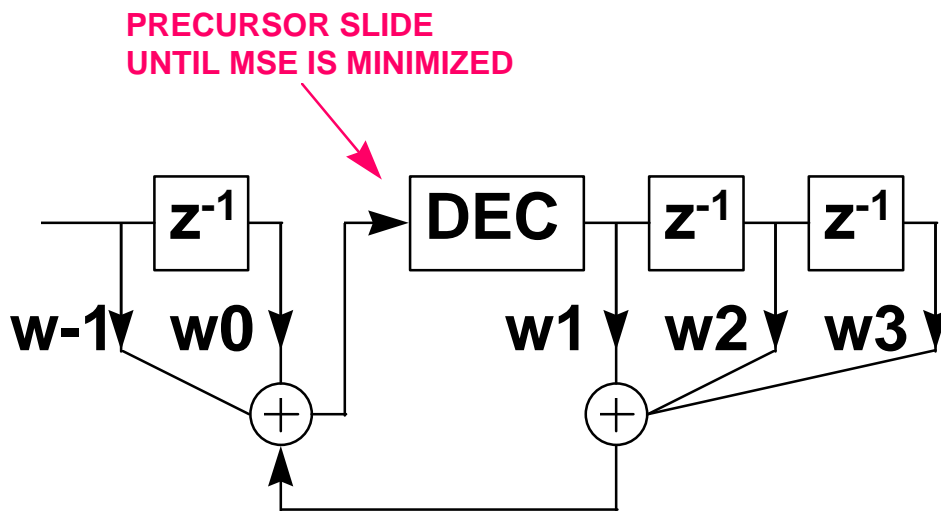 PRECURSOR SLIDE
UNTIL MSE IS MINIMIZED
z-1 DEC z-1 z-1
w-1 w0 w1 w2 w3
+ +